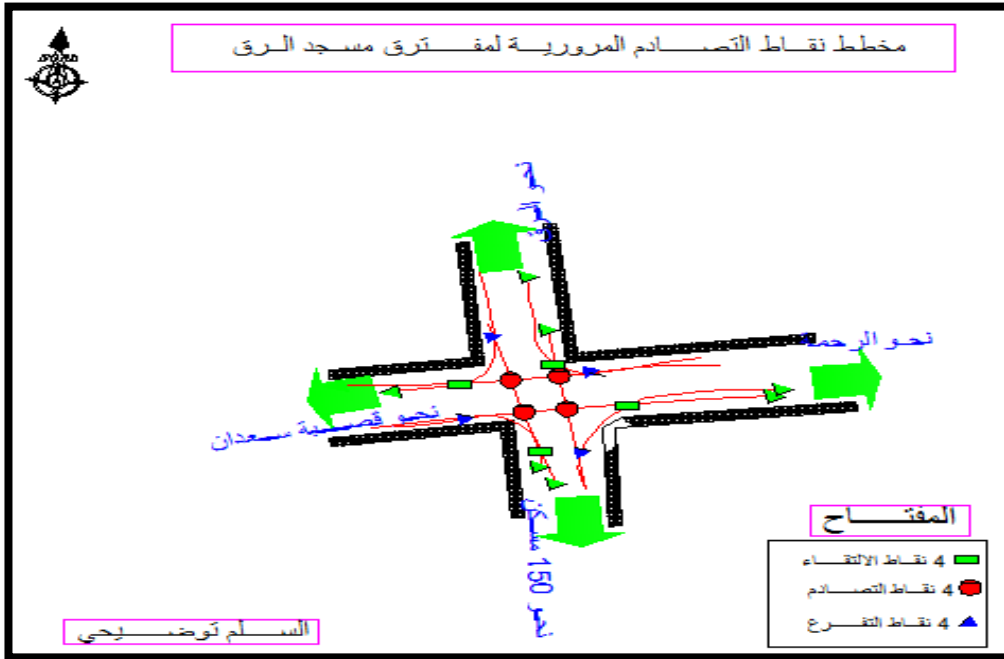 مخطط نقاط التصادم المرورية لمفترق مسجد الرق
نحو الرحمة
نحو قصبة سعدان
نحو 150 مسكن
المفتاح
4 نقاط الالتقاء
4 نقاط التصادم
4 نقاط التفرع
السلم توضيحي